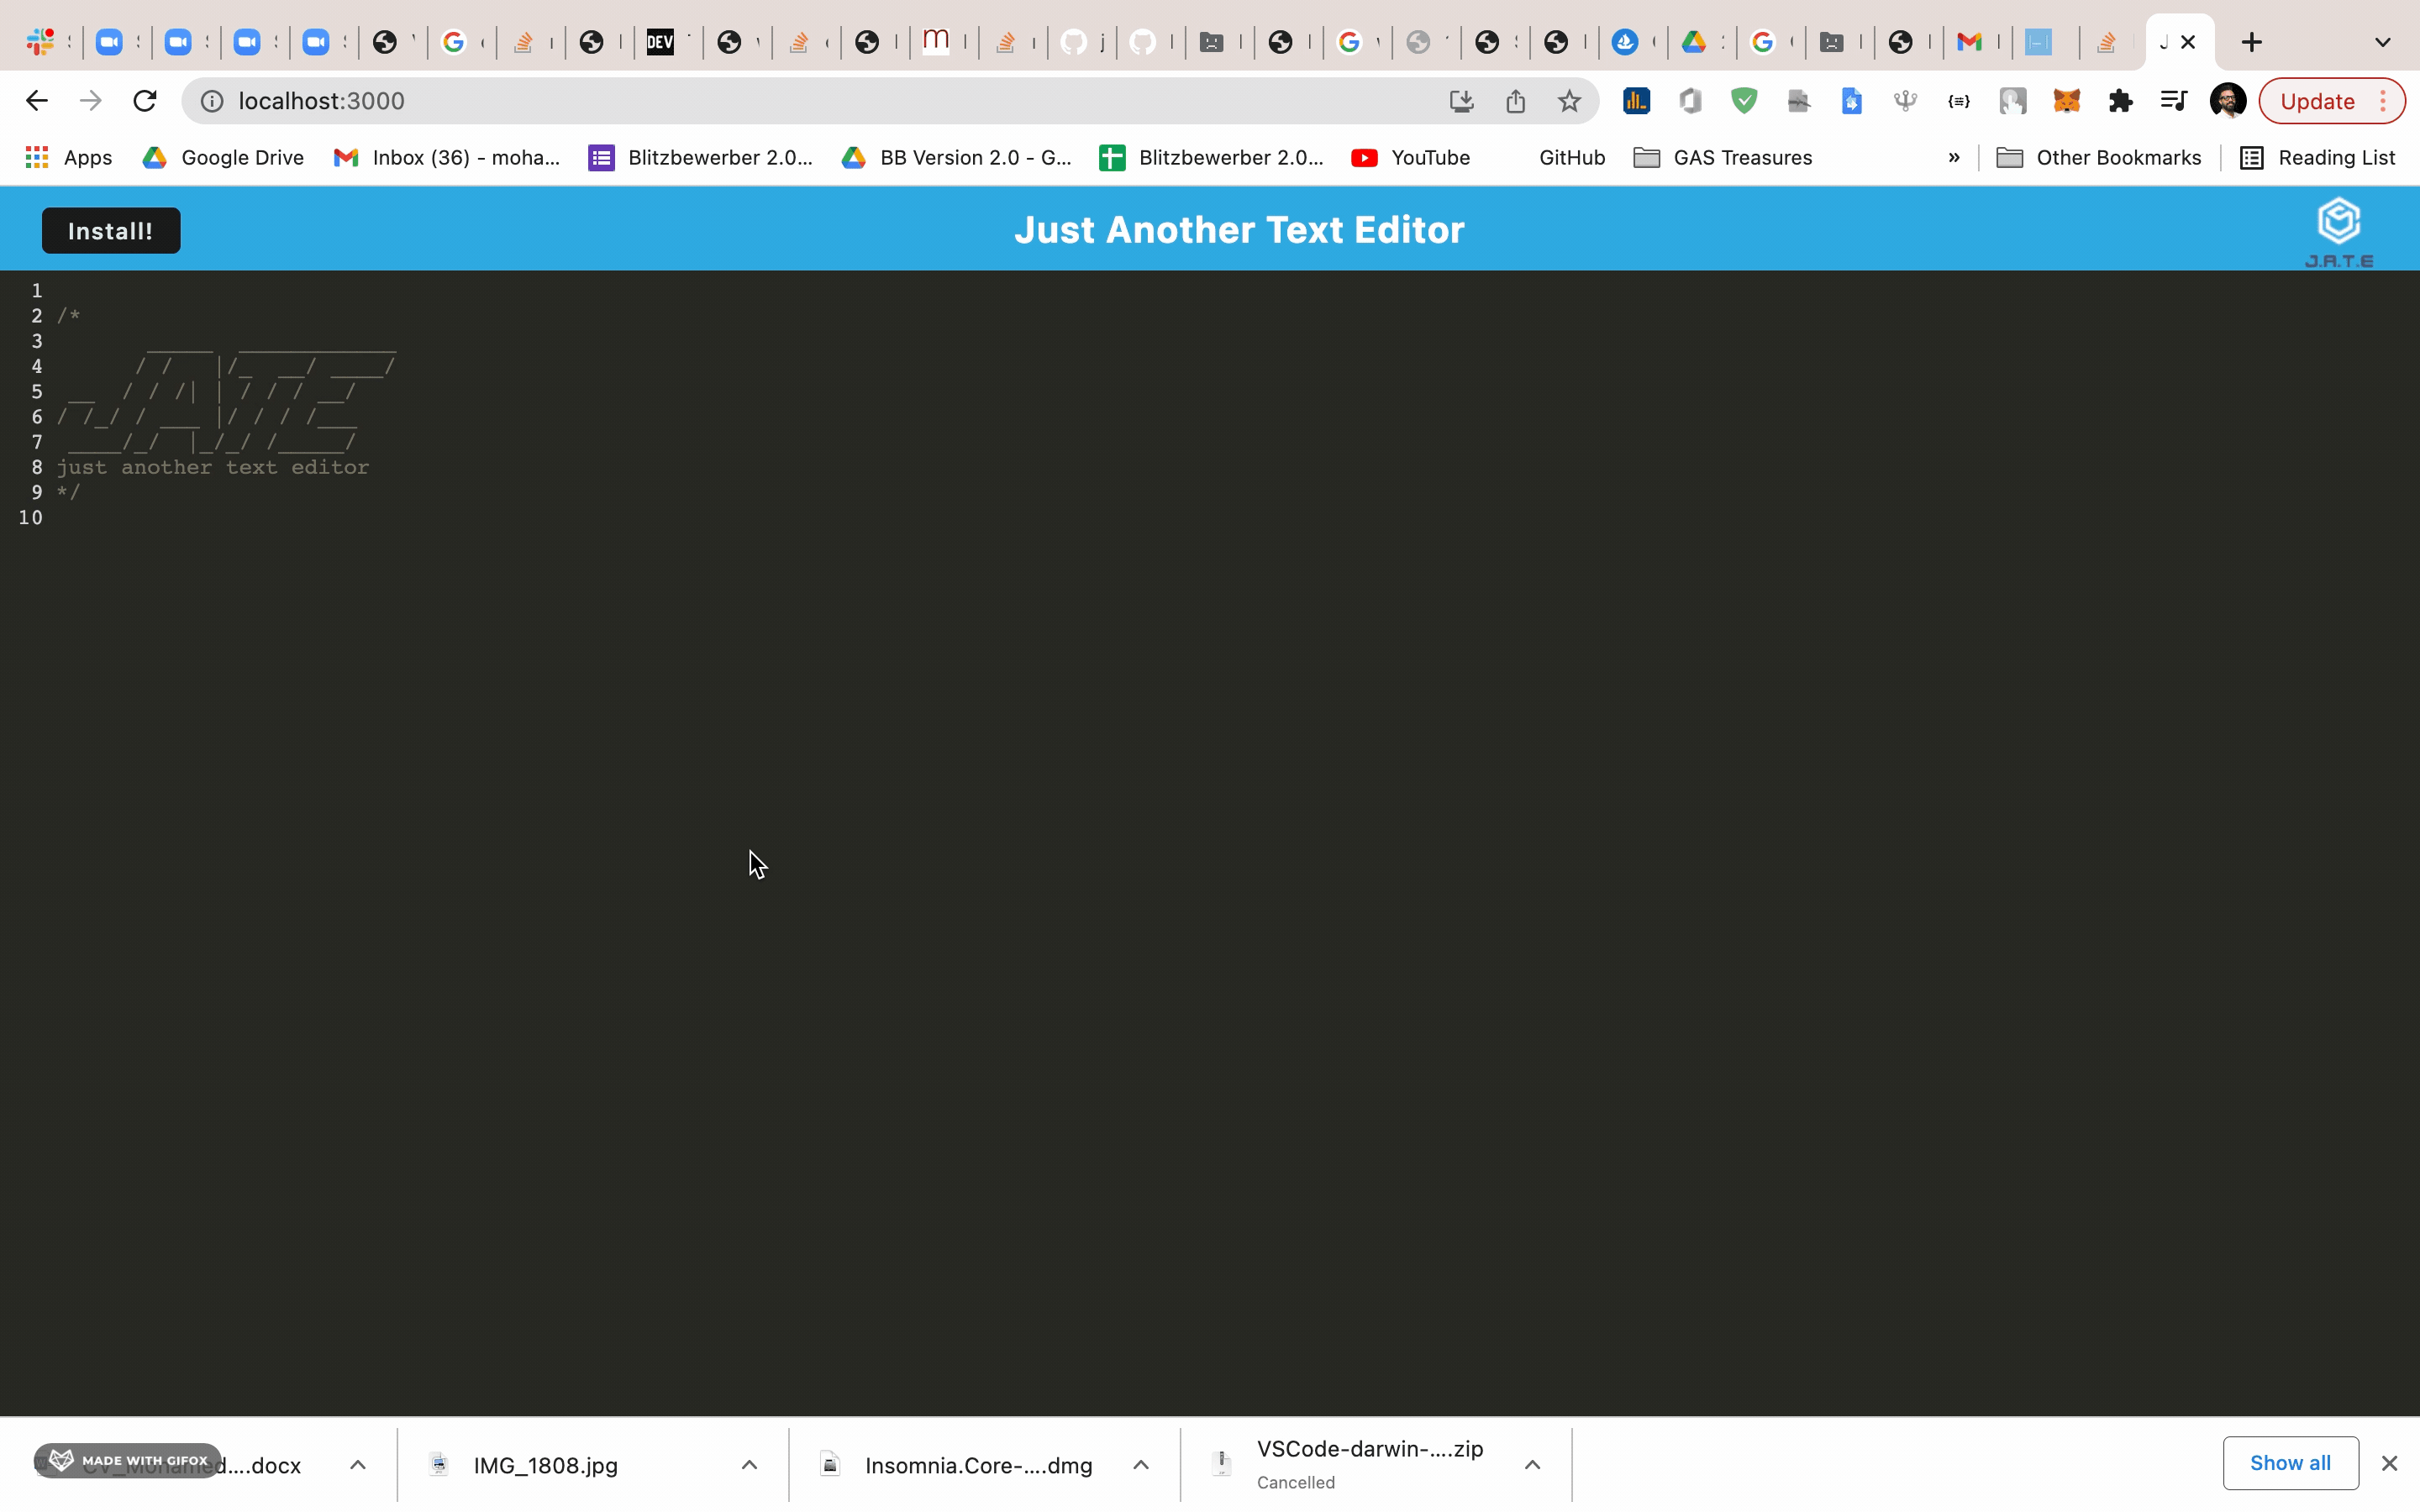 DEV
localhost:3000
Update
Apps
Google Drive
Inbox (36) - moha...
Blitzbewerber 2.0...
BB Version 2.0 - G...
Blitzbewerber 2.0...
YouTube
GitHub
GAS Treasures
»
Other Bookmarks
Reading List
Install!
Just Another Text Editor
J.A.T.E
1
2 /*
3
4
5
6
7
8 just another text editor
9 */
10
MADE WITH GIFOX
CV_Mohamed....docx
IMG_1808.jpg
Insomnia.Core-....dmg
VSCode-darwin-....zip
Cancelled
Show all